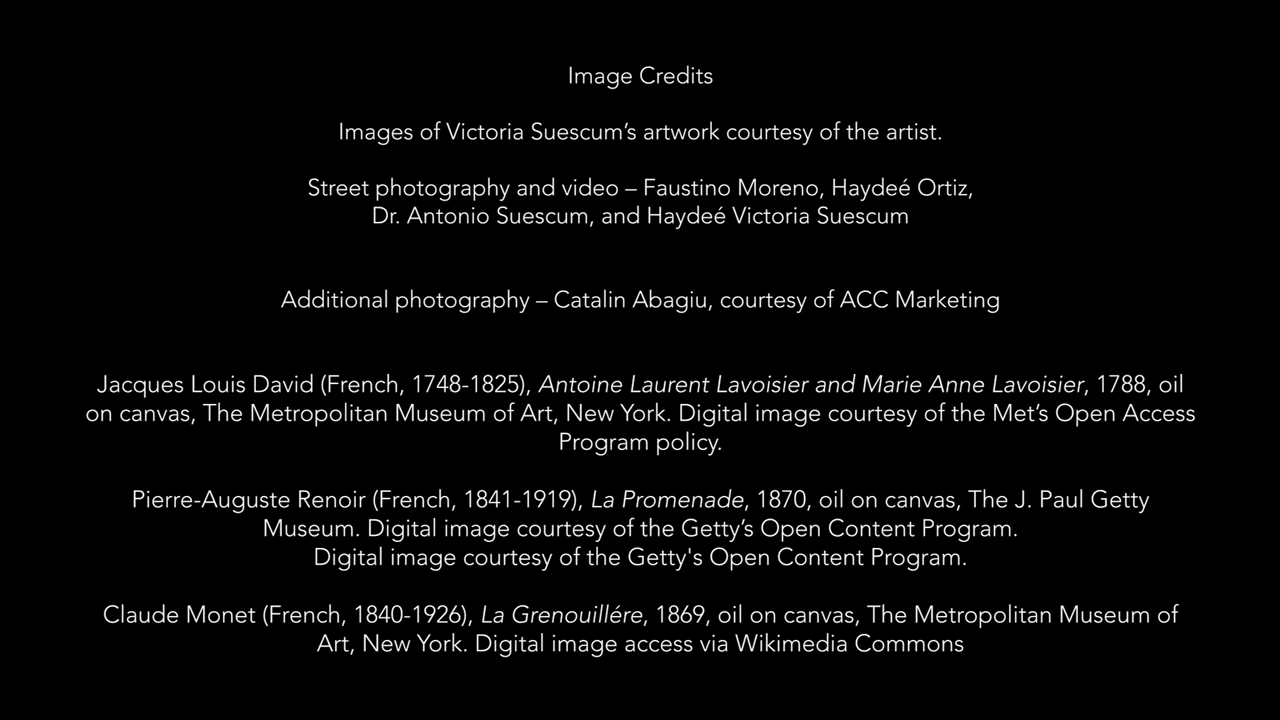 Image Credits
Images of Victoria Suescum’s artwork courtesy of the artist.
Street photography and video – Faustino Moreno, Haydeé Ortiz,
Dr. Antonio Suescum, and Haydeé Victoria Suescum
Additional photography – Catalin Abagiu, courtesy of ACC Marketing
Jacques Louis David (French, 1748-1825), Antoine Laurent Lavoisier and Marie Anne Lavoisier, 1788, oil
on canvas, The Metropolitan Museum of Art, New York. Digital image courtesy of the Met’s Open Access
Program policy.
Pierre-Auguste Renoir (French, 1841-1919), La Promenade, 1870, oil on canvas, The J. Paul Getty
Museum. Digital image courtesy of the Getty’s Open Content Program.
Digital image courtesy of the Getty's Open Content Program.
Claude Monet (French, 1840-1926), La Grenouillére, 1869, oil on canvas, The Metropolitan Museum of
Art, New York. Digital image access via Wikimedia Commons